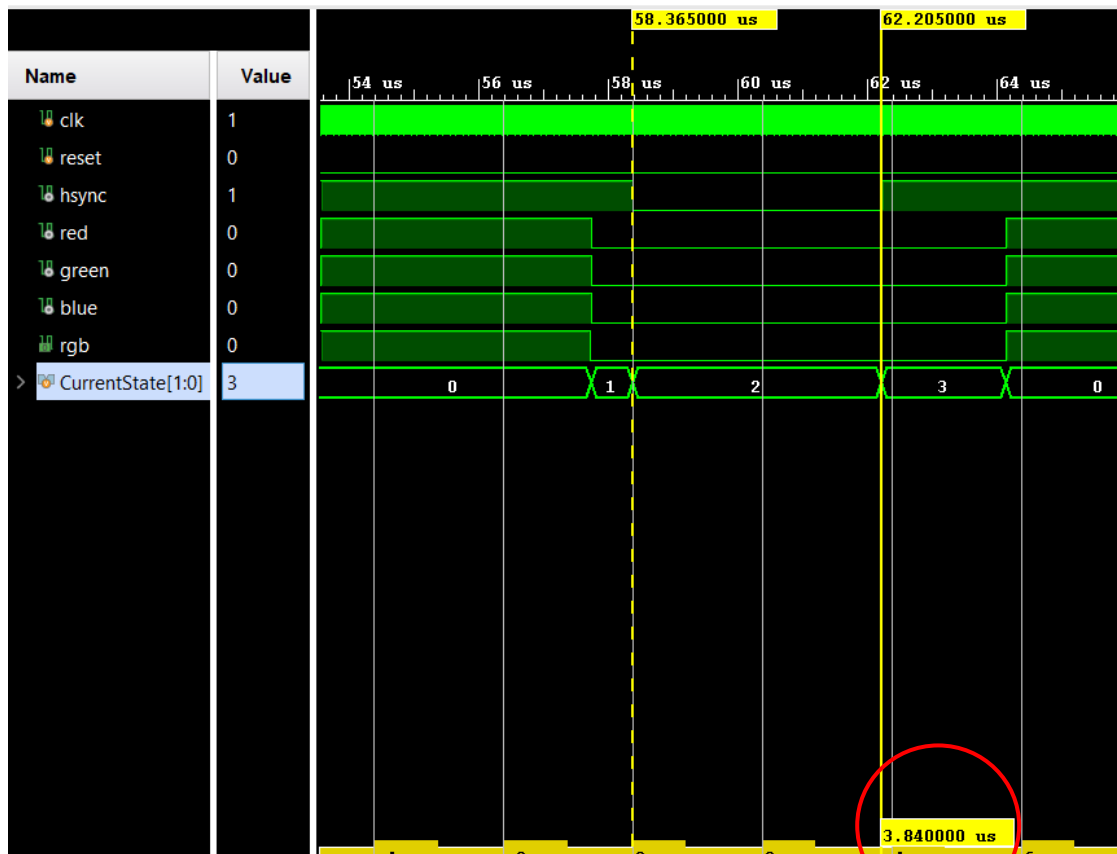 58.365000 us 62.205000 us
Name Value
54 us 56 us 58 us 60 us 62 us 64 us
clk 1
reset 0
hsync 1
red 0
green 0
blue 0
rgb 0
> CurrentState[1:0] 3 0 1 2 3 0
3.840000 us